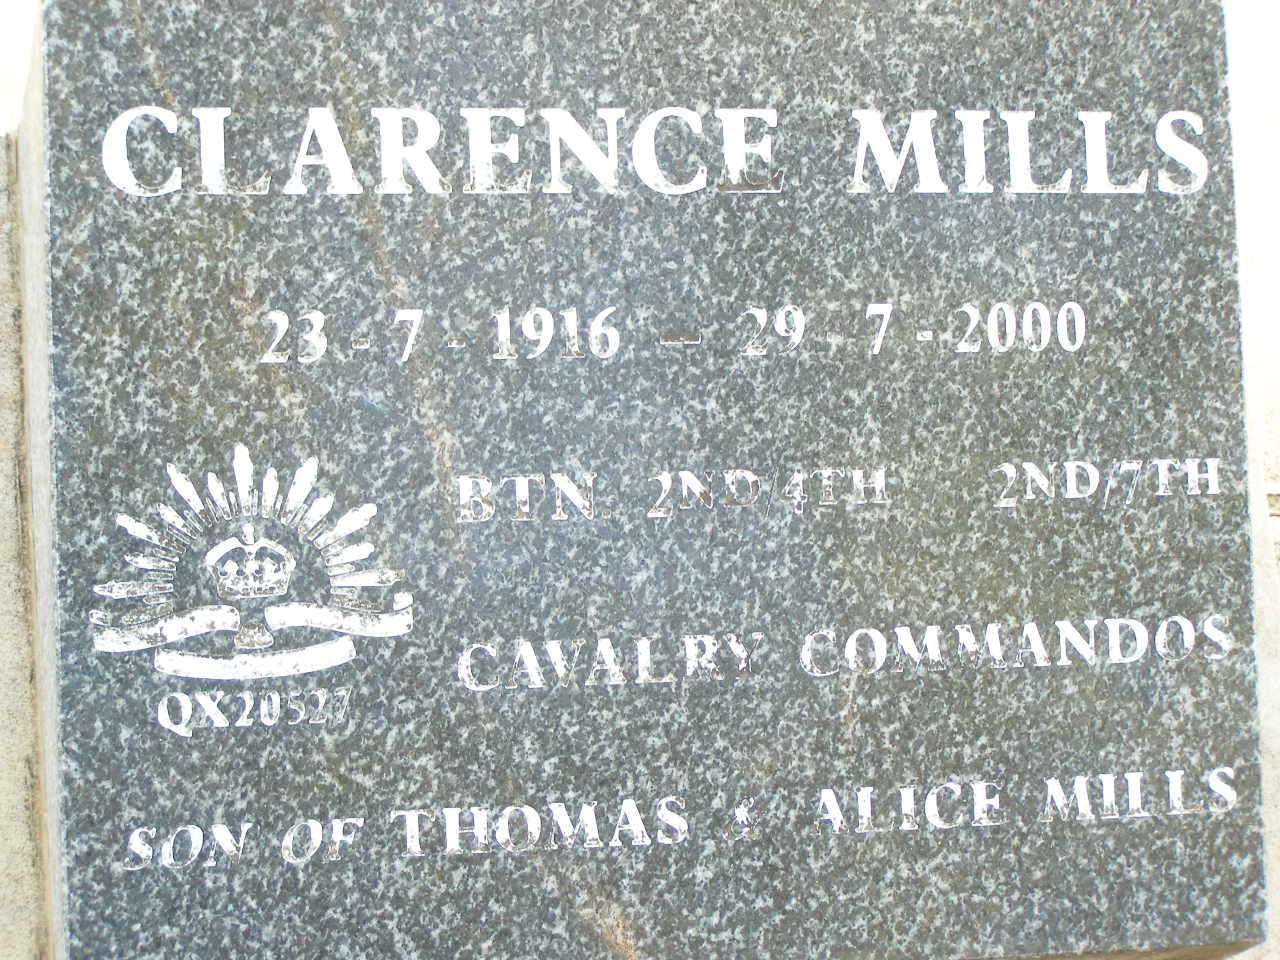 CLARENCE MILLS
23 - 7 - 1916 — 29 - 7 - 2000
BTN. 2ND/4TH 2ND/7TH
CAVALRY COMMANDOS
QX20527
SON OF THOMAS & ALICE MILLS